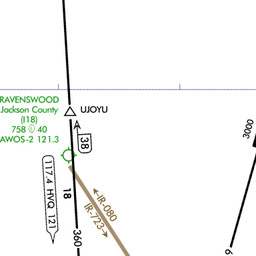 RAVENSWOOD
Jackson County
(I18)
758 Ⓛ 40
AWOS-2 121.3
UJOYU
38
117.4 HVQ 121
18
IR-080
IR-723
360
3000